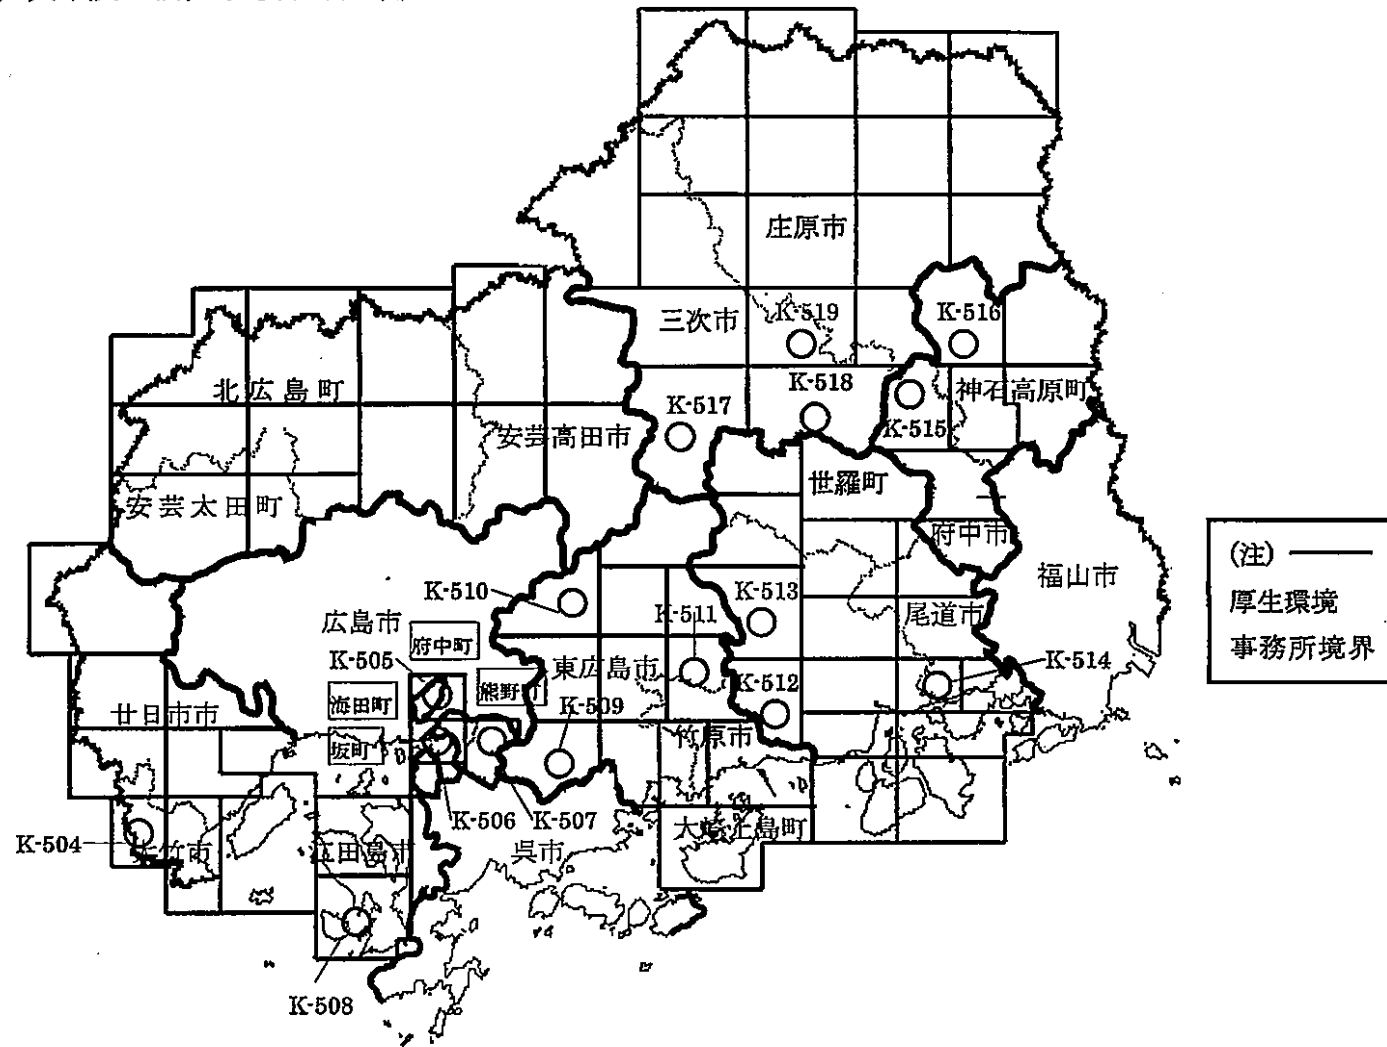 庄原市
三次市
K-519
K-516
K-518
北広島町
神石高原町
K-517
K-515
安芸高田市
世羅町
安芸太田町
府中市
(注)
厚生環境
事務所境界
福山市
K-510
K-511
K-513
広島市
尾道市
府中町
K-505
東広島市
K-514
熊野町
K-512
海田町
K-509
廿日市市
竹原市
坂町
K-506
K-507
大崎上島町
K-504
大竹市
江田島市
呉市
K-508